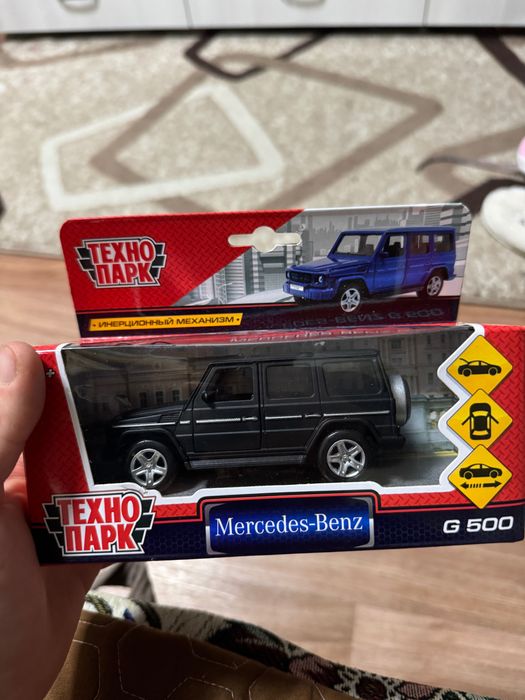 ТЕХНО
ПАРК
• ИНЕРЦИОННЫЙ МЕХАНИЗМ •
ТЕХНО
ПАРК
Mercedes-Benz
G 500